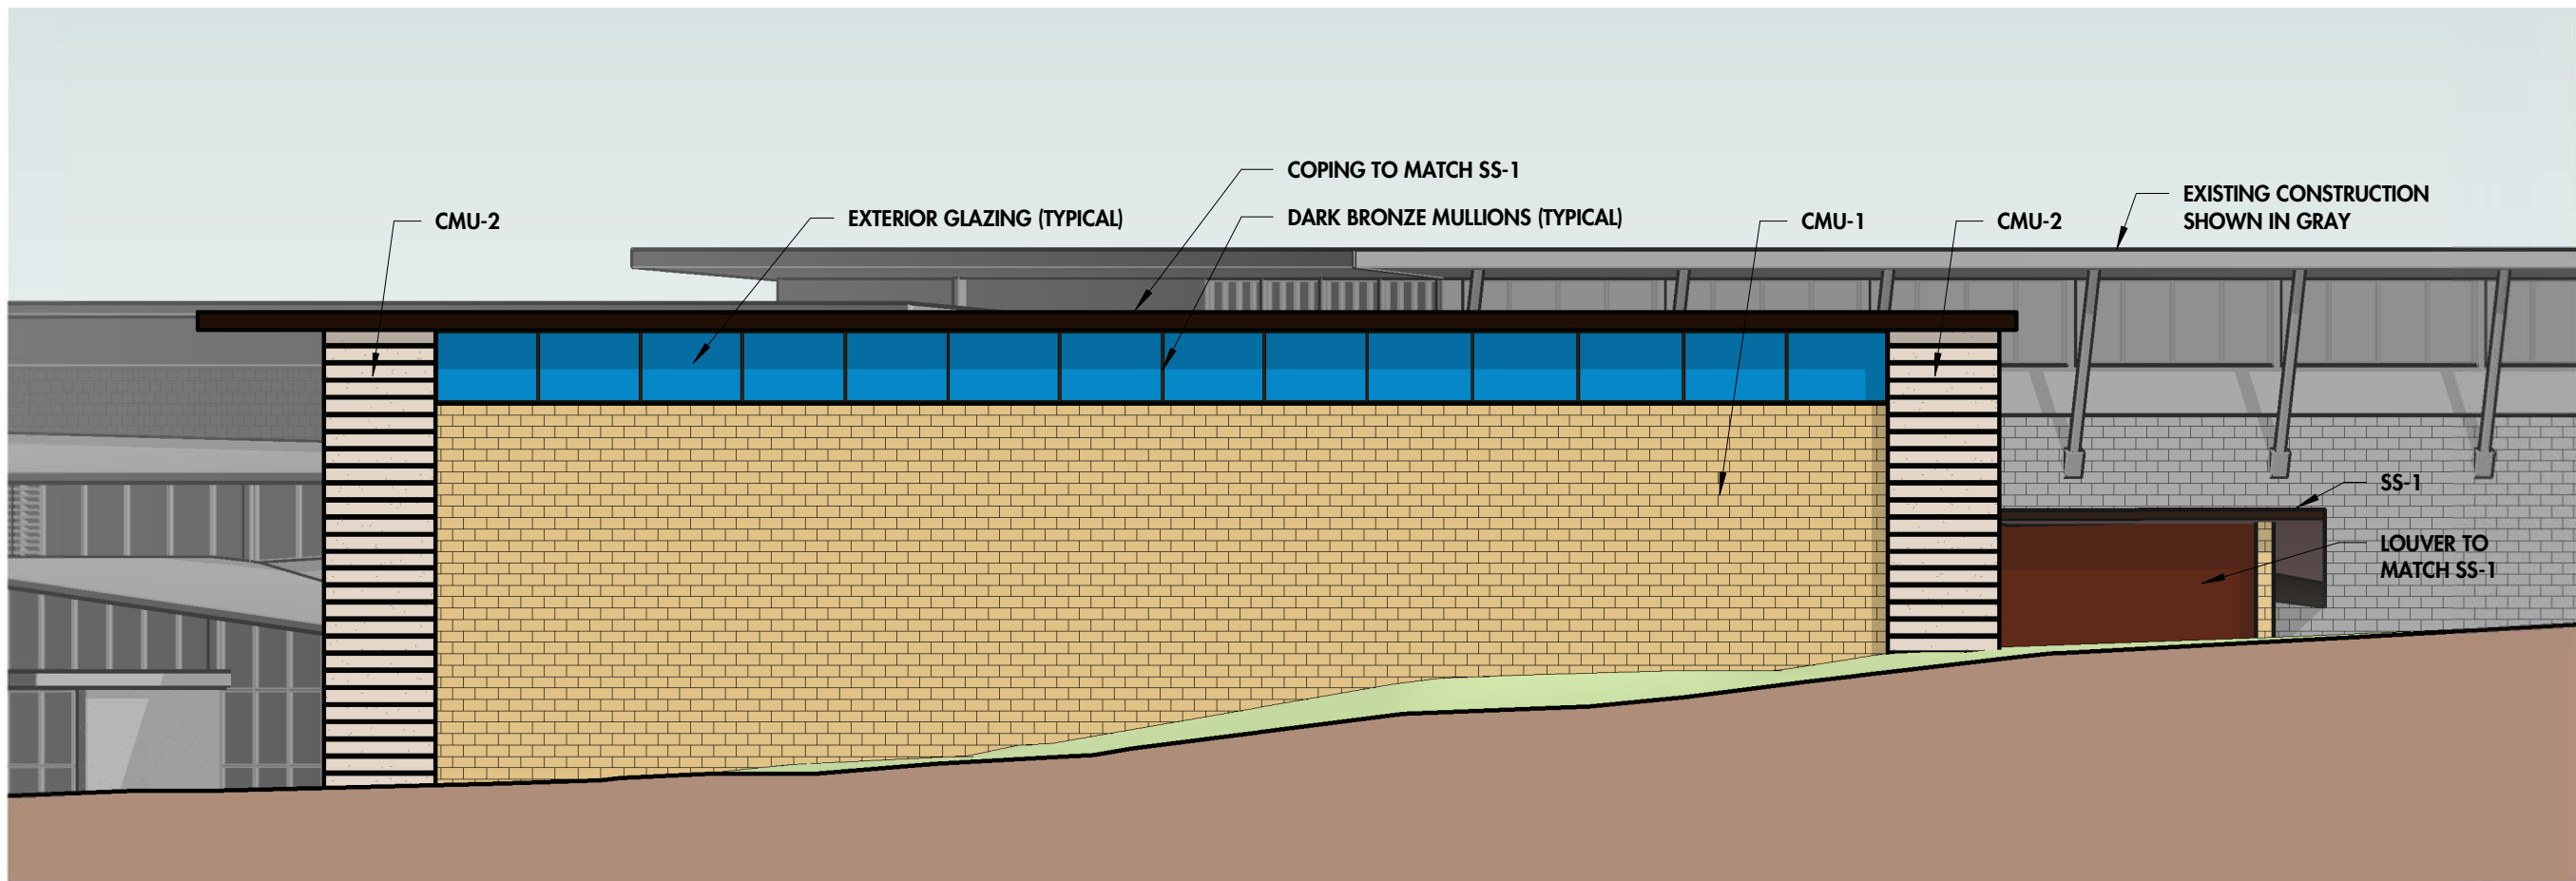 COPING TO MATCH SS-1
EXISTING CONSTRUCTION
SHOWN IN GRAY
CMU-2
EXTERIOR GLAZING (TYPICAL)
DARK BRONZE MULLIONS (TYPICAL)
CMU-1
CMU-2
SS-1
LOUVER TO
MATCH SS-1